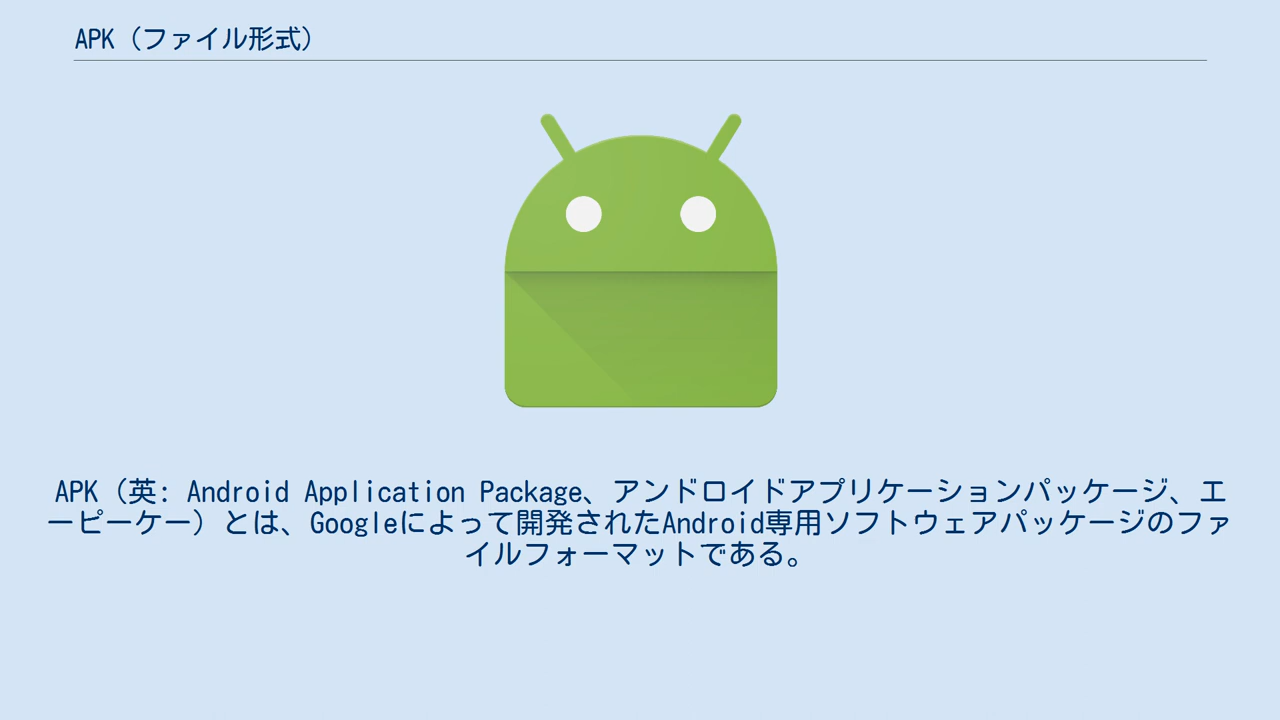 APK（ファイル形式）
APK（英: Android Application Package、アンドロイドアプリケーションパッケージ、エ
ーピーケー）とは、Googleによって開発されたAndroid専用ソフトウェアパッケージのファ
イルフォーマットである。